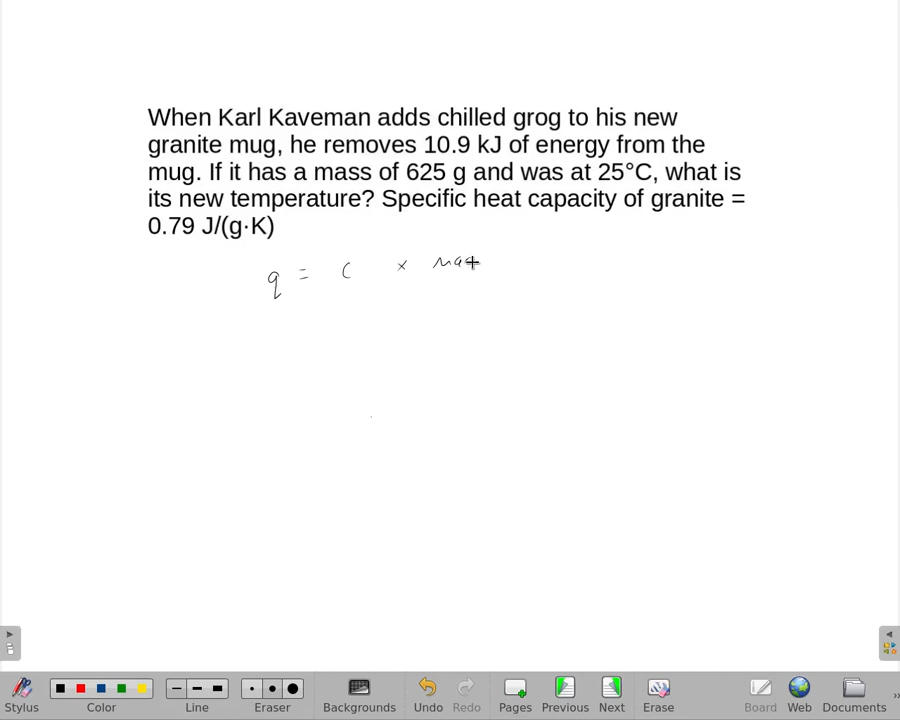 When Karl Kaveman adds chilled grog to his new
granite mug, he removes 10.9 kJ of energy from the
mug. If it has a mass of 625 g and was at 25°C, what is
its new temperature? Specific heat capacity of granite =
0.79 J/(g·K)
q = c × ma
Stylus Color Line Eraser Backgrounds Undo Redo Pages Previous Next Erase Board Web Documents